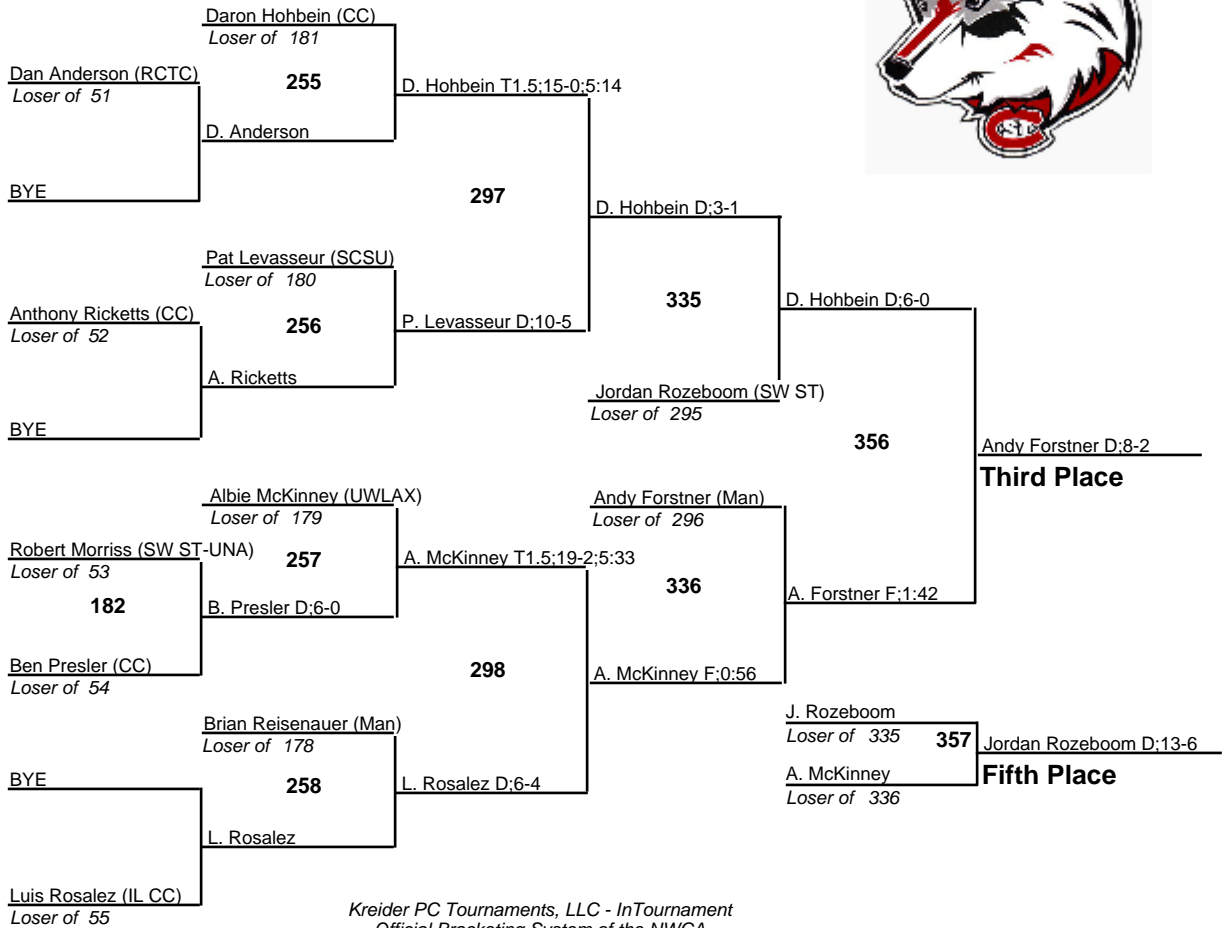 Daron Hohbein (CC)
Loser of 181
Dan Anderson (RCTC)
Loser of 51
255
D. Hohbein T1.5;15-0;5:14
D. Anderson
BYE
297
D. Hohbein D;3-1
Pat Levasseur (SCSU)
Loser of 180
Anthony Ricketts (CC)
Loser of 52
256
P. Levasseur D;10-5
335
D. Hohbein D;6-0
A. Ricketts
Jordan Rozeboom (SW ST)
Loser of 295
BYE
356
Andy Forstner D;8-2
Third Place
Albie McKinney (UWLAX)
Loser of 179
Andy Forstner (Man)
Loser of 296
Robert Morriss (SW ST-UNA)
Loser of 53
257
A. McKinney T1.5;19-2;5:33
336
182
B. Presler D;6-0
A. Forstner F;1:42
Ben Presler (CC)
Loser of 54
298
A. McKinney F;0:56
Brian Reisenauer (Man)
Loser of 178
J. Rozeboom
Loser of 335
357
Jordan Rozeboom D;13-6
Fifth Place
BYE
258
L. Rosalez D;6-4
A. McKinney
Loser of 336
L. Rosalez
Luis Rosalez (IL CC)
Loser of 55
Kreider PC Tournaments, LLC - InTournament
Official Bracketing System of the NWCA